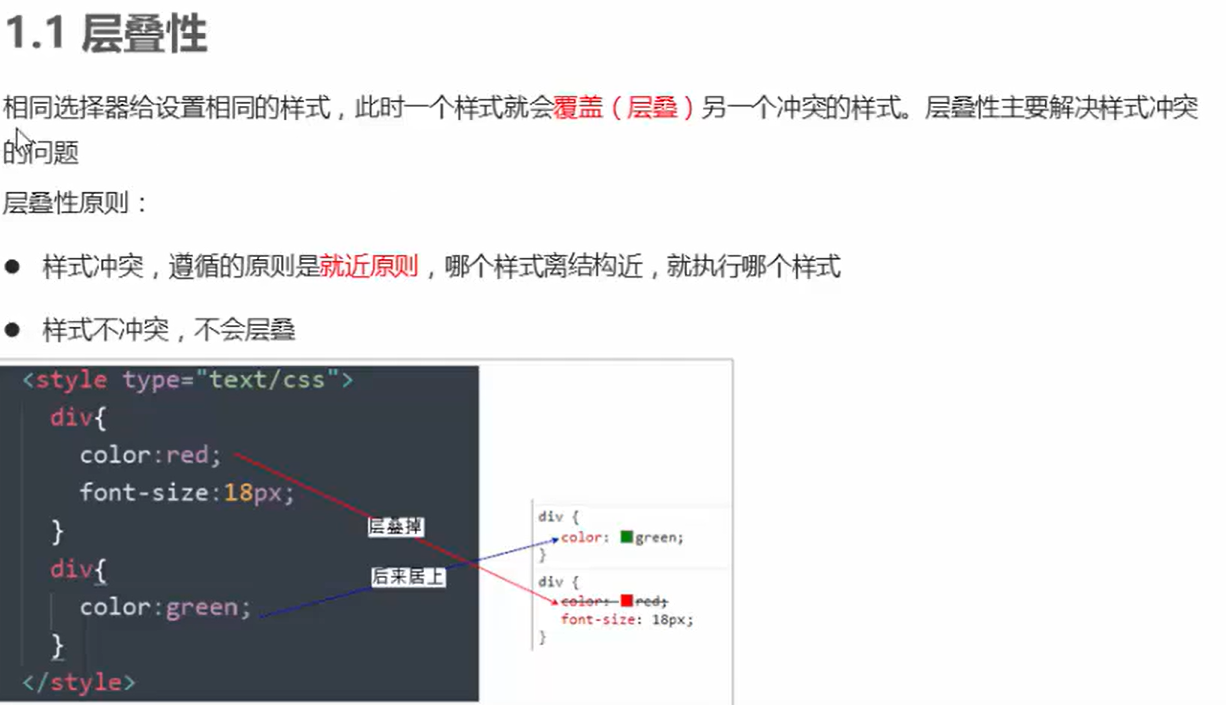 1.1 层叠性
相同选择器给设置相同的样式，此时一个样式就会覆盖（层叠）另一个冲突的样式。层叠性主要解决样式冲突
的问题
层叠性原则：
● 样式冲突，遵循的原则是就近原则，哪个样式离结构近，就执行哪个样式
● 样式不冲突，不会层叠
<style type="text/css">
div{
color:red;
font-size:18px;
}
div{
color:green;
}
</style>
层叠掉
后来居上
div {
color: green;
}
div {
color: red;
font-size: 18px;
}